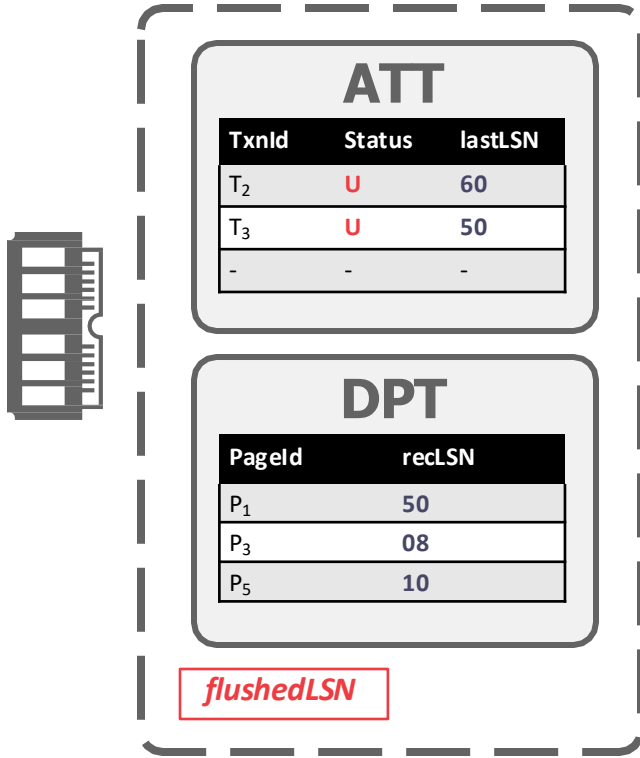 ATT
TxnId Status lastLSN
T₂ U 60
T₃ U 50
- - -
DPT
PageId recLSN
P₁ 50
P₃ 08
P₅ 10
flushedLSN